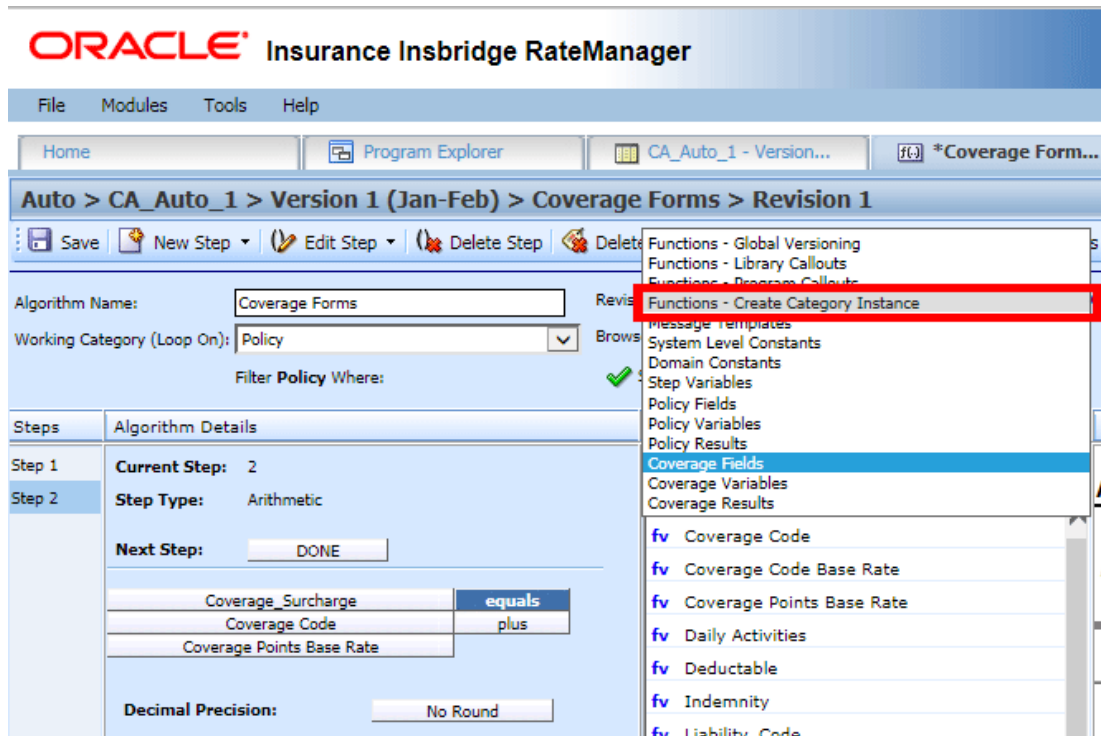 ORACLE Insurance Insbridge RateManager
File Modules Tools Help
Home Program Explorer CA_Auto_1 - Version... f(.) *Coverage Form...
Auto > CA_Auto_1 > Version 1 (Jan-Feb) > Coverage Forms > Revision 1
Save New Step Edit Step Delete Step
Functions - Global Versioning
Functions - Library Callouts
Functions - Program Callouts
Functions - Create Category Instance
Message Templates
System Level Constants
Domain Constants
Step Variables
Policy Fields
Policy Variables
Policy Results
Coverage Fields
Coverage Variables
Coverage Results
Algorithm Name: Coverage Forms
Working Category (Loop On): Policy
Filter Policy Where:
Steps Algorithm Details
Step 1 Current Step: 2
Step 2 Step Type: Arithmetic
Next Step: DONE
Coverage_Surcharge equals
Coverage Code plus
Coverage Points Base Rate
Decimal Precision: No Round
fv Coverage Code
fv Coverage Code Base Rate
fv Coverage Points Base Rate
fv Daily Activities
fv Deductable
fv Indemnity
fv Liability_Code